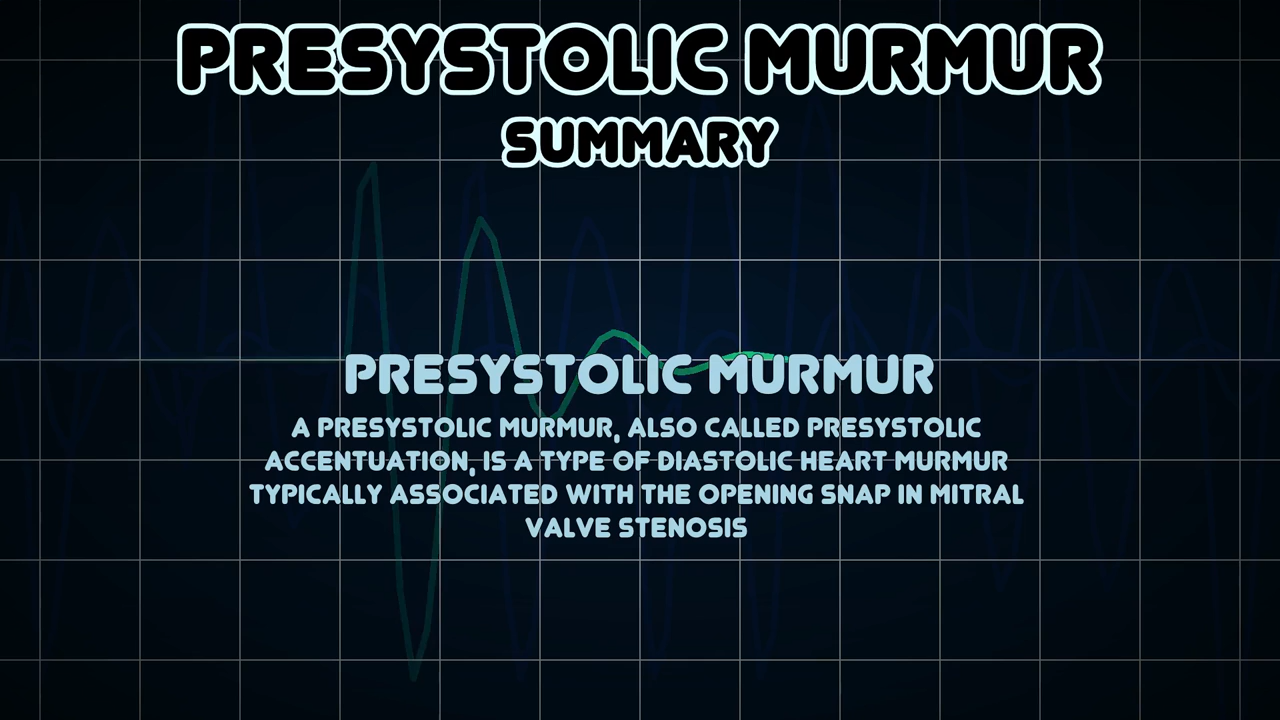 PRESYSTOLIC MURMUR
SUMMARY
PRESYSTOLIC MURMUR
A PRESYSTOLIC MURMUR, ALSO CALLED PRESYSTOLIC
ACCENTUATION, IS A TYPE OF DIASTOLIC HEART MURMUR
TYPICALLY ASSOCIATED WITH THE OPENING SNAP IN MITRAL
VALVE STENOSIS